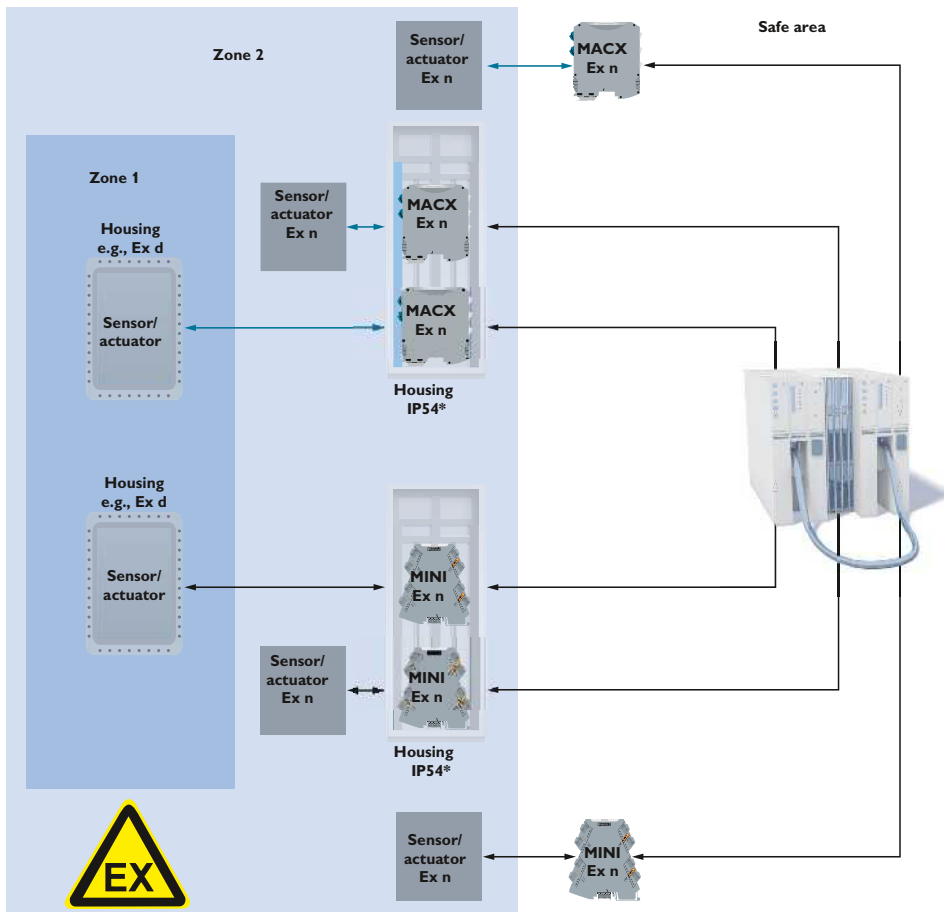 Zone 2
Sensor/
actuator
Ex n
MACX
Ex n
Safe area
Zone 1
Housing
e.g., Ex d
Sensor/
actuator
Sensor/
actuator
Ex n
MACX
Ex n
MACX
Ex n
Housing
IP54*
Housing
e.g., Ex d
Sensor/
actuator
MINI
Ex n
Sensor/
actuator
Ex n
MINI
Ex n
Housing
IP54*
EX
Sensor/
actuator
Ex n
MINI
Ex n